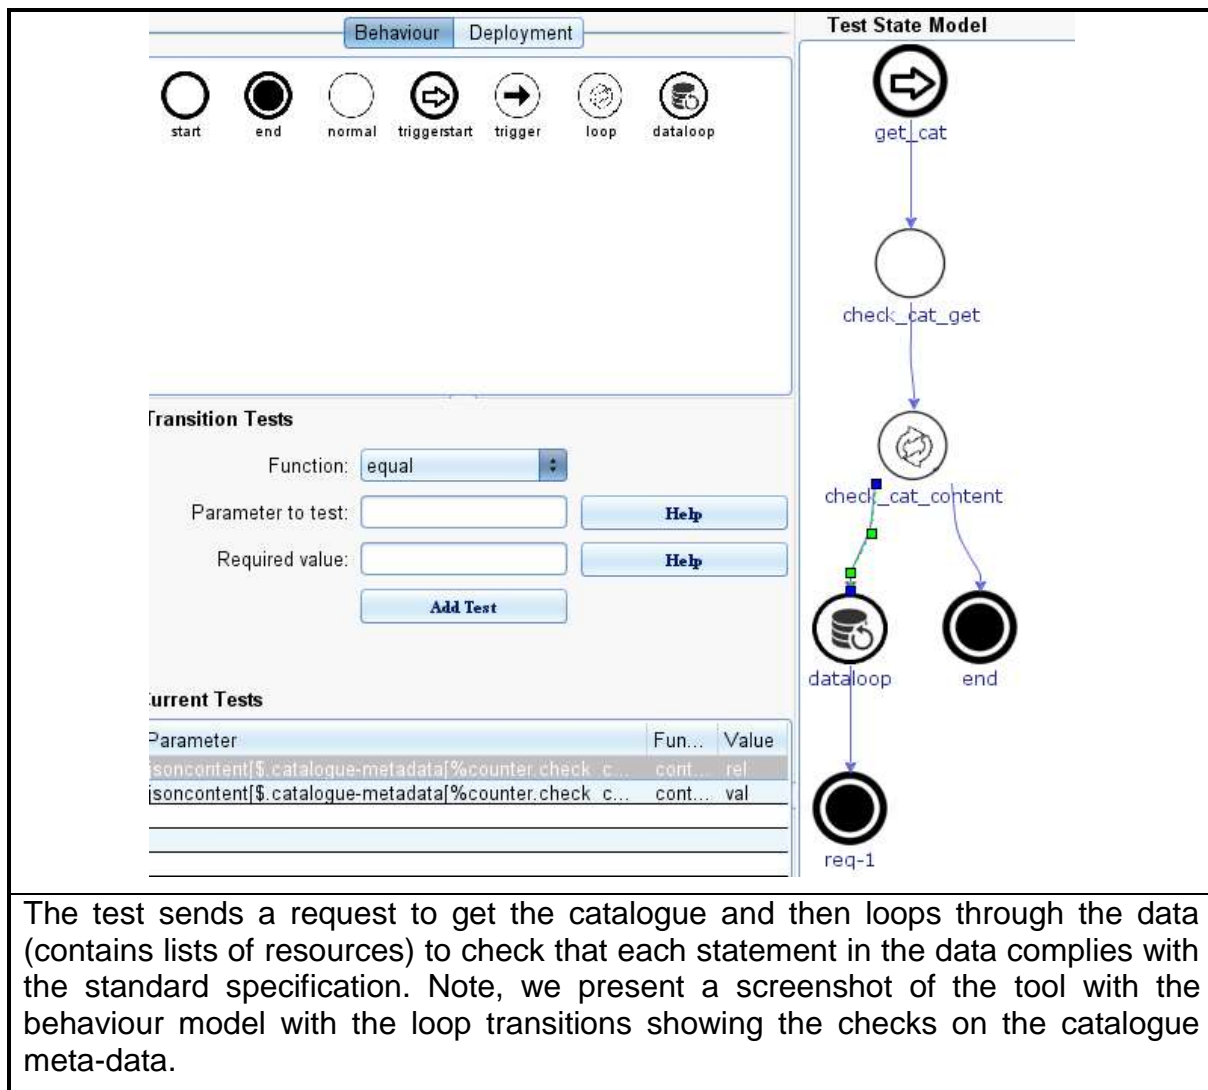 Behaviour Deployment
start end normal triggerstart trigger loop dataloop
Transition Tests
Function: equal
Parameter to test: Help
Required value: Help
Add Test
Current Tests
Parameter Fun... Value
jsoncontent[$.catalogue-metadata[%counter.check_c... cont... rel
jsoncontent[$.catalogue-metadata[%counter.check_c... cont... val
Test State Model
get_cat
check_cat_get
check_cat_content
dataloop end
req-1
The test sends a request to get the catalogue and then loops through the data
(contains lists of resources) to check that each statement in the data complies with
the standard specification. Note, we present a screenshot of the tool with the
behaviour model with the loop transitions showing the checks on the catalogue
meta-data.